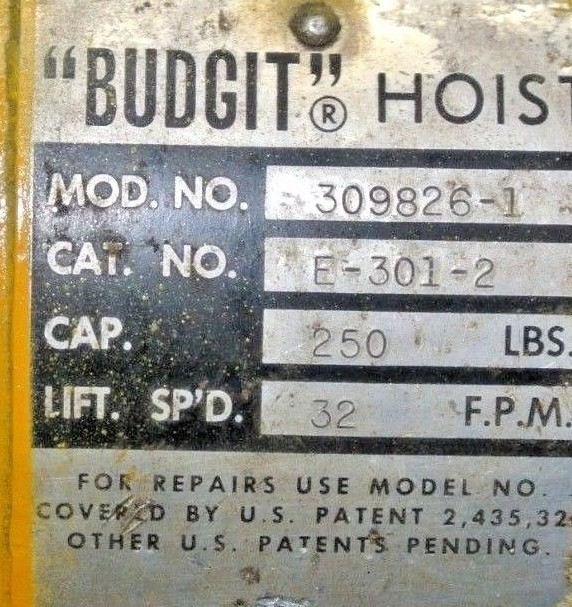 "BUDGIT"® HOIST
MOD. NO. 309826-1
CAT. NO. E-301-2
CAP. 250 LBS.
LIFT. SP'D. 32 F.P.M.
FOR REPAIRS USE MODEL NO.
COVERED BY U.S. PATENT 2,435,32
OTHER U.S. PATENTS PENDING.